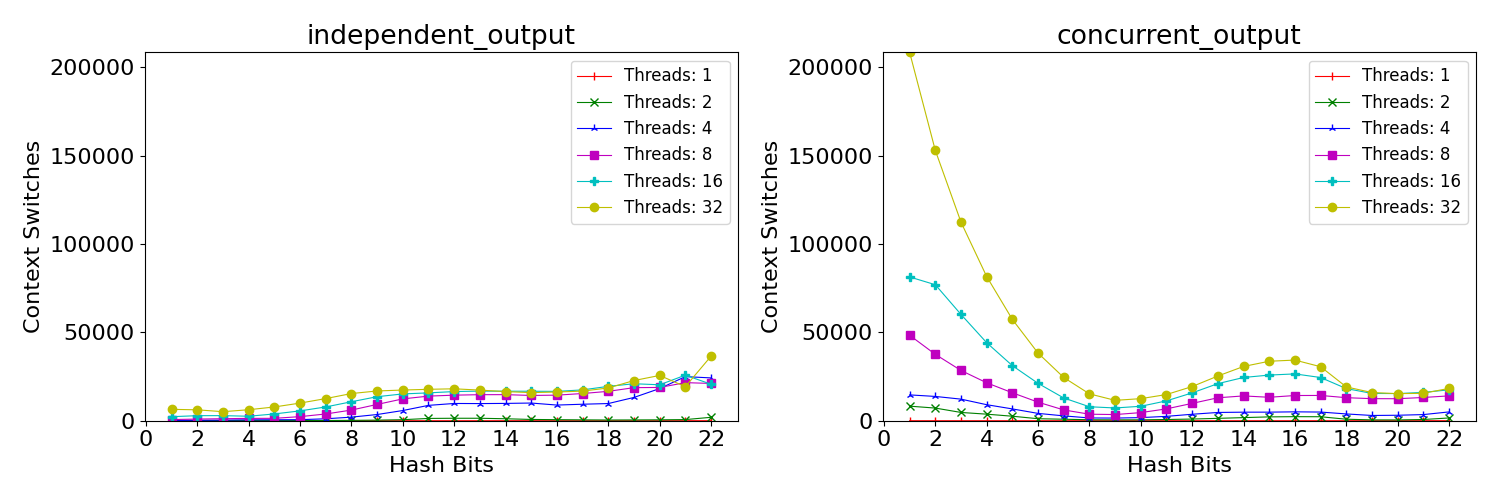 independent_output
200000
150000
100000
50000
0
Context Switches
0 2 4 6 8 10 12 14 16 18 20 22
Hash Bits
Threads: 1
Threads: 2
Threads: 4
Threads: 8
Threads: 16
Threads: 32
concurrent_output
200000
150000
100000
50000
0
Context Switches
0 2 4 6 8 10 12 14 16 18 20 22
Hash Bits
Threads: 1
Threads: 2
Threads: 4
Threads: 8
Threads: 16
Threads: 32